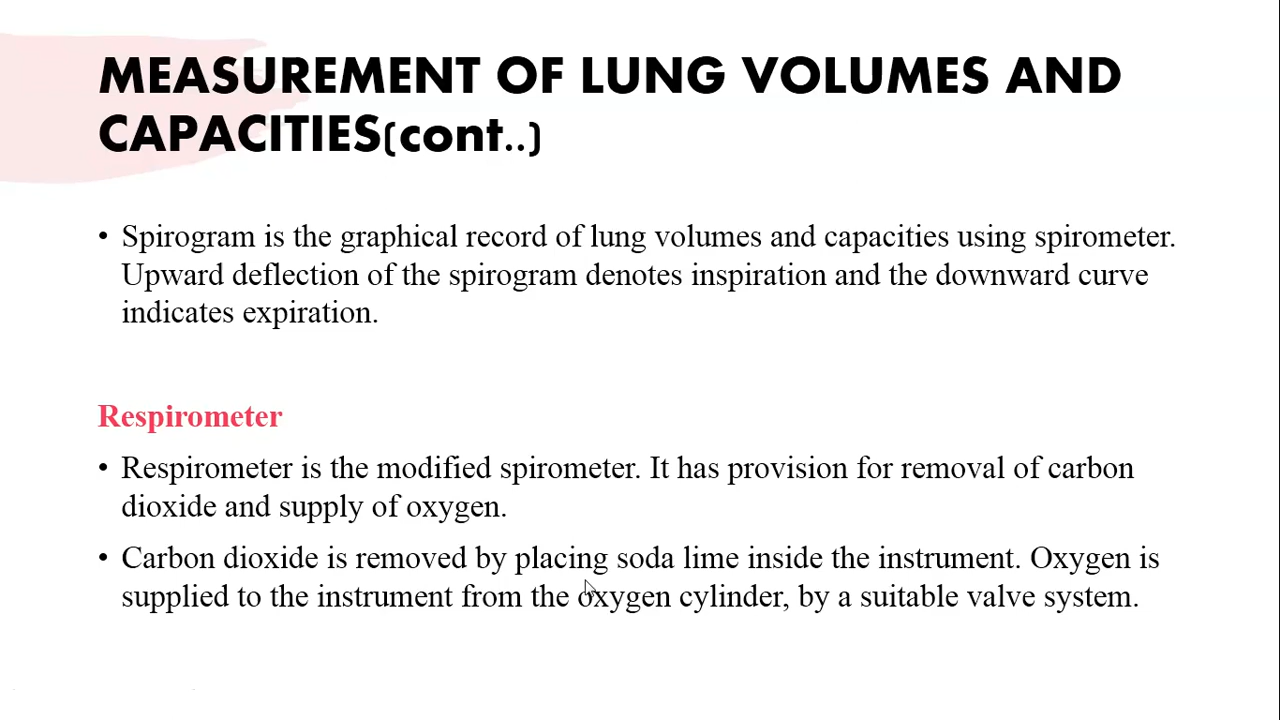 MEASUREMENT OF LUNG VOLUMES AND
CAPACITIES(cont..)
• Spirogram is the graphical record of lung volumes and capacities using spirometer.
Upward deflection of the spirogram denotes inspiration and the downward curve
indicates expiration.
Respirometer
• Respirometer is the modified spirometer. It has provision for removal of carbon
dioxide and supply of oxygen.
• Carbon dioxide is removed by placing soda lime inside the instrument. Oxygen is
supplied to the instrument from the oxygen cylinder, by a suitable valve system.